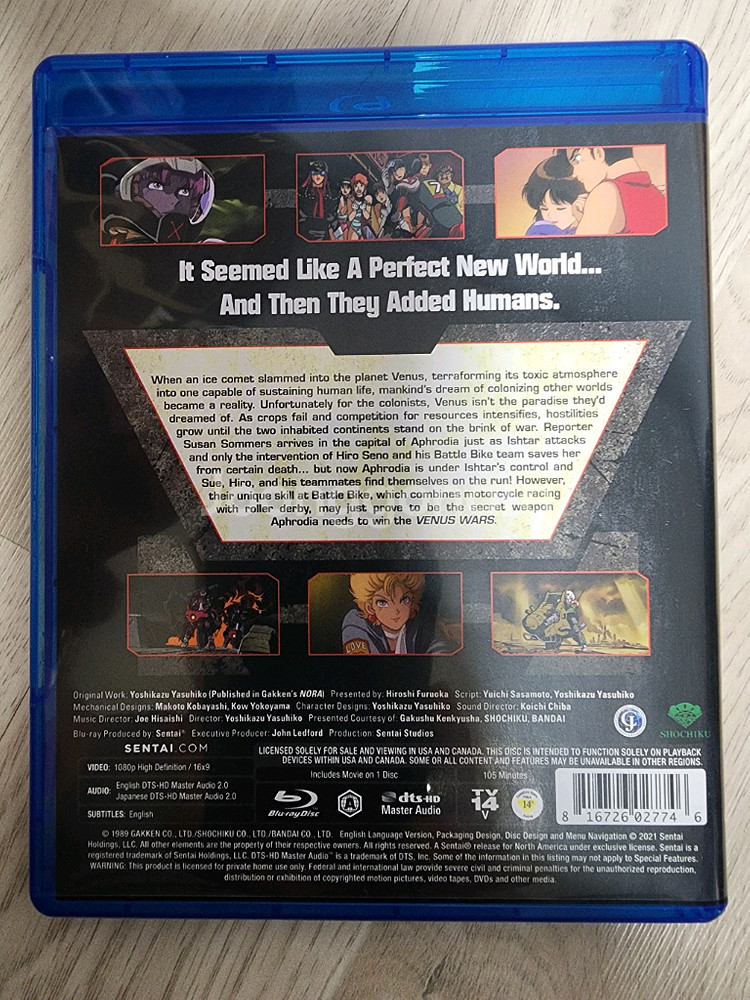 It Seemed Like A Perfect New World...
And Then They Added Humans.
When an ice comet slammed into the planet Venus, terraforming its toxic atmosphere
into one capable of sustaining human life, mankind's dream of colonizing other worlds
became a reality. Unfortunately for the colonists, Venus isn't the paradise they'd
dreamed of. As crops fail and competition for resources intensifies, hostilities
grow until the two inhabited continents stand on the brink of war. Reporter
Susan Sommers arrives in the capital of Aphrodia just as Ishtar attacks
and only the intervention of Hiro Seno and his Battle Bike team saves her
from certain death... but now Aphrodia is under Ishtar's control and
Sue, Hiro, and his teammates find themselves on the run! However,
their unique skill at Battle Bike, which combines motorcycle racing
with roller derby, may just prove to be the secret weapon
Aphrodia needs to win the VENUS WARS.
LOVE
Original Work: Yoshikazu Yasuhiko (Published in Gakken's NORA) Presented by: Hiroshi Furuoka Script: Yuichi Sasamoto, Yoshikazu Yasuhiko
Mechanical Designs: Makoto Kobayashi, Kow Yokoyama Character Designs: Yoshikazu Yasuhiko Sound Director: Koichi Chiba
Music Director: Joe Hisaishi Director: Yoshikazu Yasuhiko Presented Courtesy of: Gakushu Kenkyusha, SHOCHIKU, BANDAI
Blu-ray Produced by: Sentai® Executive Producer: John Ledford Production: Sentai Studios
SHOCHIKU
SENTAI.COM
LICENSED SOLELY FOR SALE AND VIEWING IN USA AND CANADA. THIS DISC IS INTENDED TO FUNCTION SOLELY ON PLAYBACK
DEVICES WITHIN USA AND CANADA. SOME OR ALL CONTENT AND FEATURES MAY BE UNAVAILABLE IN OTHER REGIONS.
VIDEO: 1080p High Definition / 16x9
Includes Movie on 1 Disc
105 Minutes
AUDIO: English DTS-HD Master Audio 2.0
Japanese DTS-HD Master Audio 2.0
SUBTITLES: English
Blu-ray Disc
A
dts-HD
Master Audio
TV
14
V
14+
8 16726 02774 6
© 1989 GAKKEN CO., LTD./SHOCHIKU CO., LTD./BANDAI CO., LTD. English Language Version, Packaging Design, Disc Design and Menu Navigation © 2021 Sentai
Holdings, LLC. All other elements are the property of their respective owners. All rights reserved. A Sentai® release for North America under exclusive license. Sentai is a
registered trademark of Sentai Holdings, LLC. DTS-HD Master Audio™ is a trademark of DTS, Inc. Some of the information in this listing may not apply to Special Features.
WARNING: This product is licensed for private home use only. Federal and international law provide severe civil and criminal penalties for the unauthorized reproduction,
distribution or exhibition of copyrighted motion pictures, video tapes, DVDs and other media.